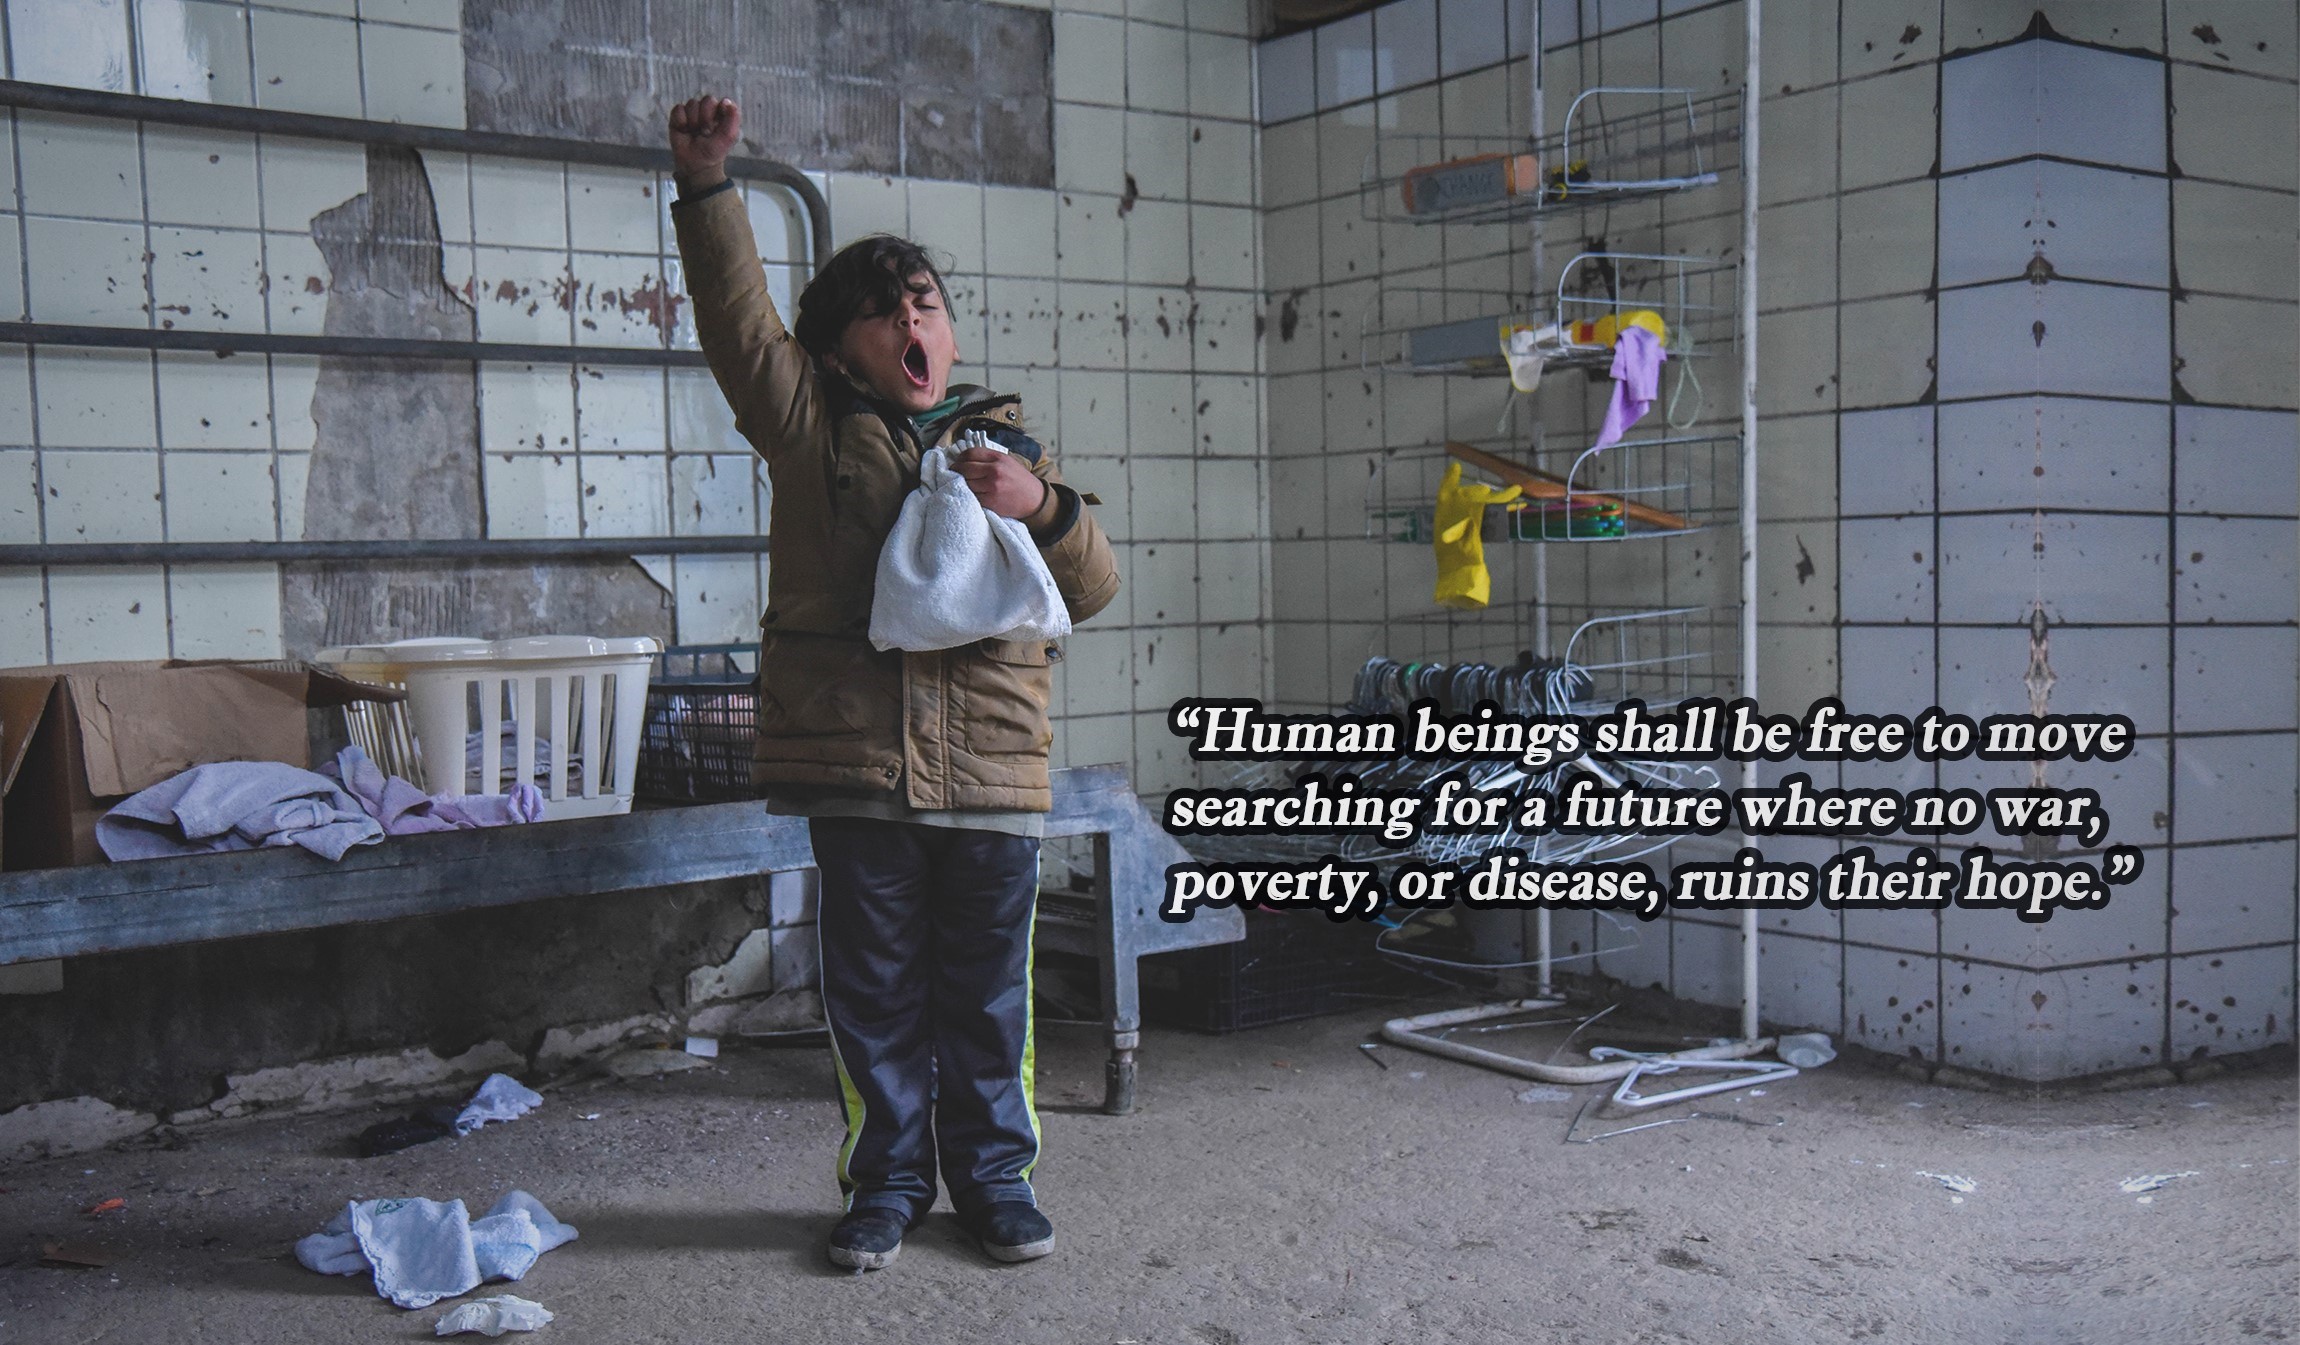 CHANGE
“Human beings shall be free to move
searching for a future where no war,
poverty, or disease, ruins their hope.”